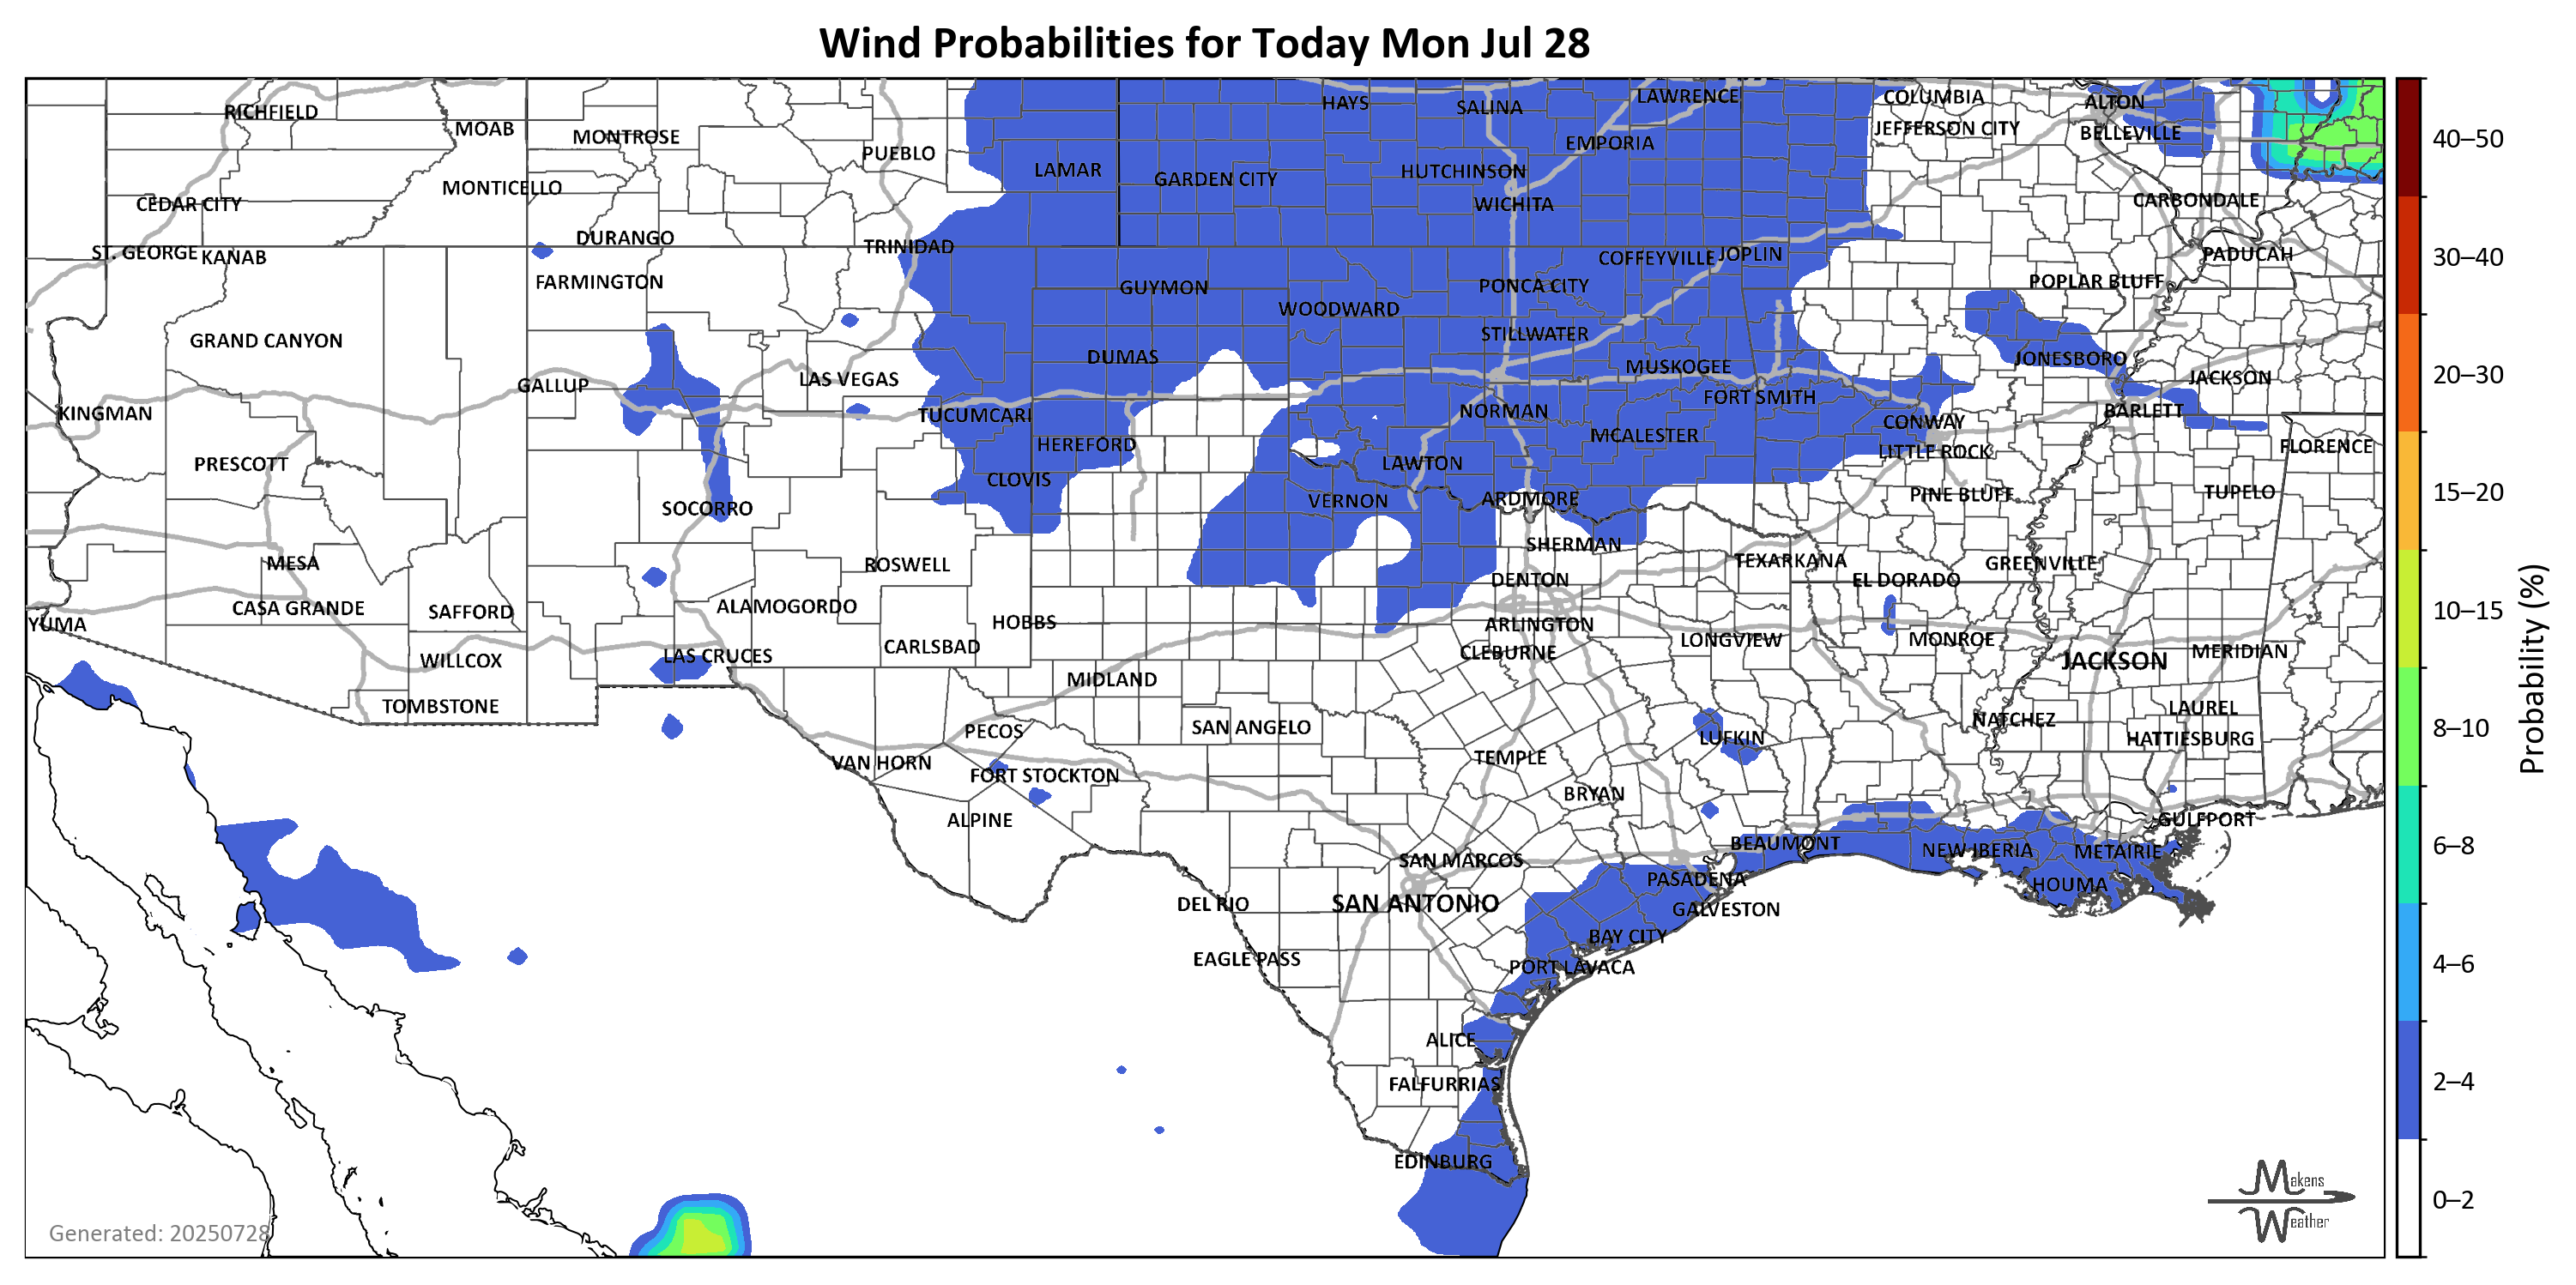 Wind Probabilities for Today Mon Jul 28
RICHFIELD
MOAB
MONTROSE
PUEBLO
LAMAR
GARDEN CITY
HAYS
SALINA
LAWRENCE
EMPORIA
HUTCHINSON
WICHITA
COLUMBIA
JEFFERSON CITY
ALTON
BELLEVILLE
CARBONDALE
CEDAR CITY
MONTICELLO
ST. GEORGE
KANAB
DURANGO
TRINIDAD
FARMINGTON
GUYMON
WOODWARD
PONCA CITY
COFFEYVILLE
JOPLIN
POPLAR BLUFF
PADUCAH
GRAND CANYON
DUMAS
STILLWATER
MUSKOGEE
JONESBORO
JACKSON
KINGMAN
GALLUP
LAS VEGAS
TUCUMCARI
HEREFORD
NORMAN
FORT SMITH
CONWAY
BARLETT
PRESCOTT
CLOVIS
LAWTON
MCALESTER
LITTLE ROCK
FLORENCE
SOCORRO
VERNON
ARDMORE
PINE BLUFF
TUPELO
MESA
ROSWELL
SHERMAN
TEXARKANA
GREENVILLE
CASA GRANDE
SAFFORD
ALAMOGORDO
DENTON
EL DORADO
YUMA
HOBBS
ARLINGTON
WILLCOX
LAS CRUCES
CARLSBAD
CLEBURNE
LONGVIEW
MONROE
JACKSON
MERIDIAN
TOMBSTONE
MIDLAND
PECOS
SAN ANGELO
NATCHEZ
LAUREL
HATTIESBURG
VAN HORN
FORT STOCKTON
TEMPLE
LUFKIN
ALPINE
BRYAN
GULFPORT
SAN MARCOS
BEAUMONT
NEW IBERIA
METAIRIE
DEL RIO
SAN ANTONIO
PASADENA
GALVESTON
HOUMA
EAGLE PASS
BAY CITY
PORT LAVACA
ALICE
FALFURRIAS
EDINBURG
Generated: 20250728
Makens
Weather
40–50
30–40
20–30
15–20
10–15
8–10
6–8
4–6
2–4
0–2
Probability (%)